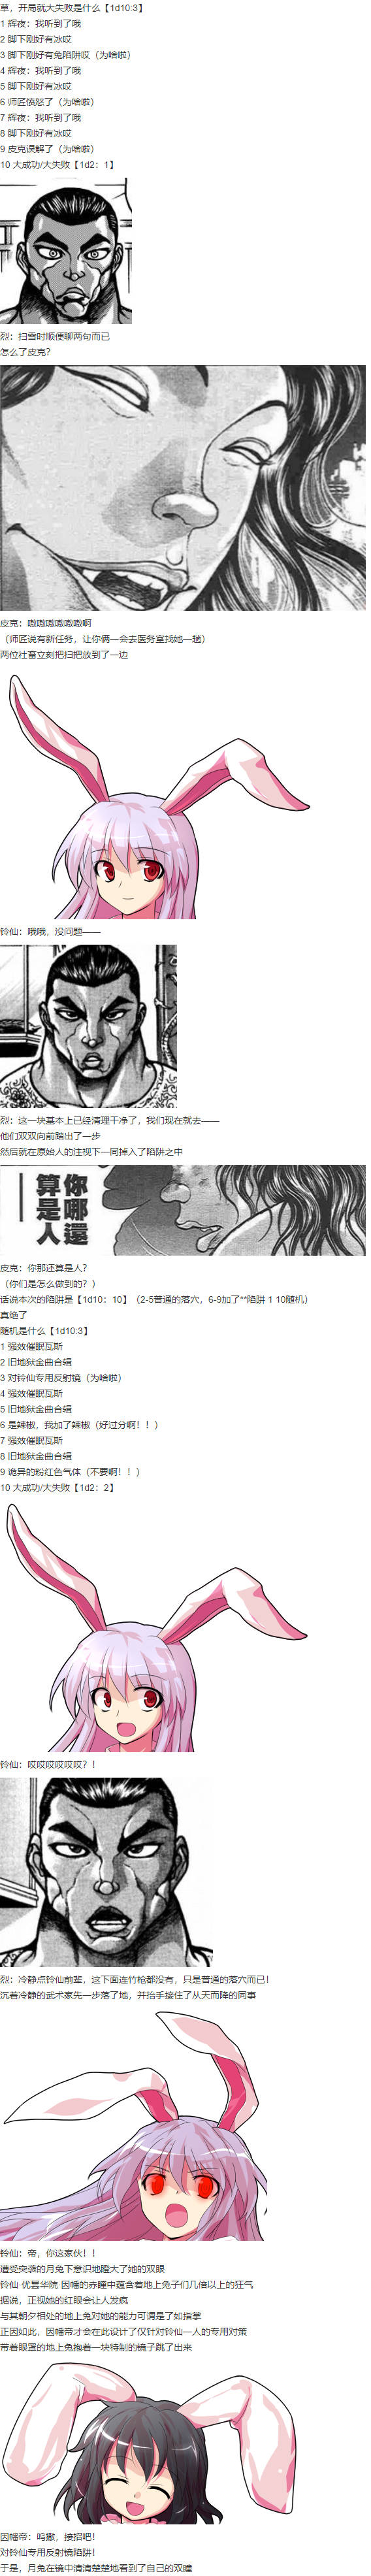 草，开局就大失败是什么【1d10:3】
1 辉夜：我听到了哦
2 脚下刚好有冰哎
3 脚下刚好有兔陷阱哎（为啥啦）
4 辉夜：我听到了哦
5 脚下刚好有冰哎
6 师匠愤怒了（为啥啦）
7 辉夜：我听到了哦
8 脚下刚好有冰哎
9 皮克误解了（为啥啦）
10 大成功/大失败【1d2：1】
烈：扫雪时顺便聊两句而已
怎么了皮克？
皮克：嗷嗷嗷嗷嗷嗷啊
（师匠说有新任务，让你俩一会去医务室找她一趟）
两位社畜立刻把扫把放到了一边
铃仙：哦哦，没问题——
烈：这一块基本上已经清理干净了，我们现在就去——
他们双双向前踏出了一步
然后就在原始人的注视下一同掉入了陷阱之中
你哪還
算是人
——
皮克：你那还算是人？
（你们是怎么做到的？）
话说本次的陷阱是【1d10：10】（2-5普通的落穴，6-9加了**陷阱 1 10随机）
真绝了
随机是什么【1d10:3】
1 强效催眠瓦斯
2 旧地狱金曲合辑
3 对铃仙专用反射镜（为啥啦）
4 强效催眠瓦斯
5 旧地狱金曲合辑
6 是辣椒，我加了辣椒（好过分啊！！）
7 强效催眠瓦斯
8 旧地狱金曲合辑
9 诡异的粉红色气体（不要啊！！）
10 大成功/大失败【1d2：2】
铃仙：哎哎哎哎哎哎？！
烈：冷静点铃仙前辈，这下面连竹枪都没有，只是普通的落穴而已！
沉着冷静的武术家先一步落了地，并抬手接住了从天而降的同事
铃仙：帝，你这家伙！！
遭受突袭的月兔下意识地瞪大了她的双眼
铃仙·优昙华院·因幡的赤瞳中蕴含着地上兔子们几倍以上的狂气
据说，正视她的红眼会让人发疯
与其朝夕相处的地上兔对她的能力可谓是了如指掌
正因如此，因幡帝才会在此设计了仅针对铃仙一人的专用对策
带着眼罩的地上兔抱着一块特制的镜子跳了出来
因幡帝：鸣撒，接招吧！
对铃仙专用反射镜陷阱！
于是，月兔在镜中清清楚楚地看到了自己的双瞳